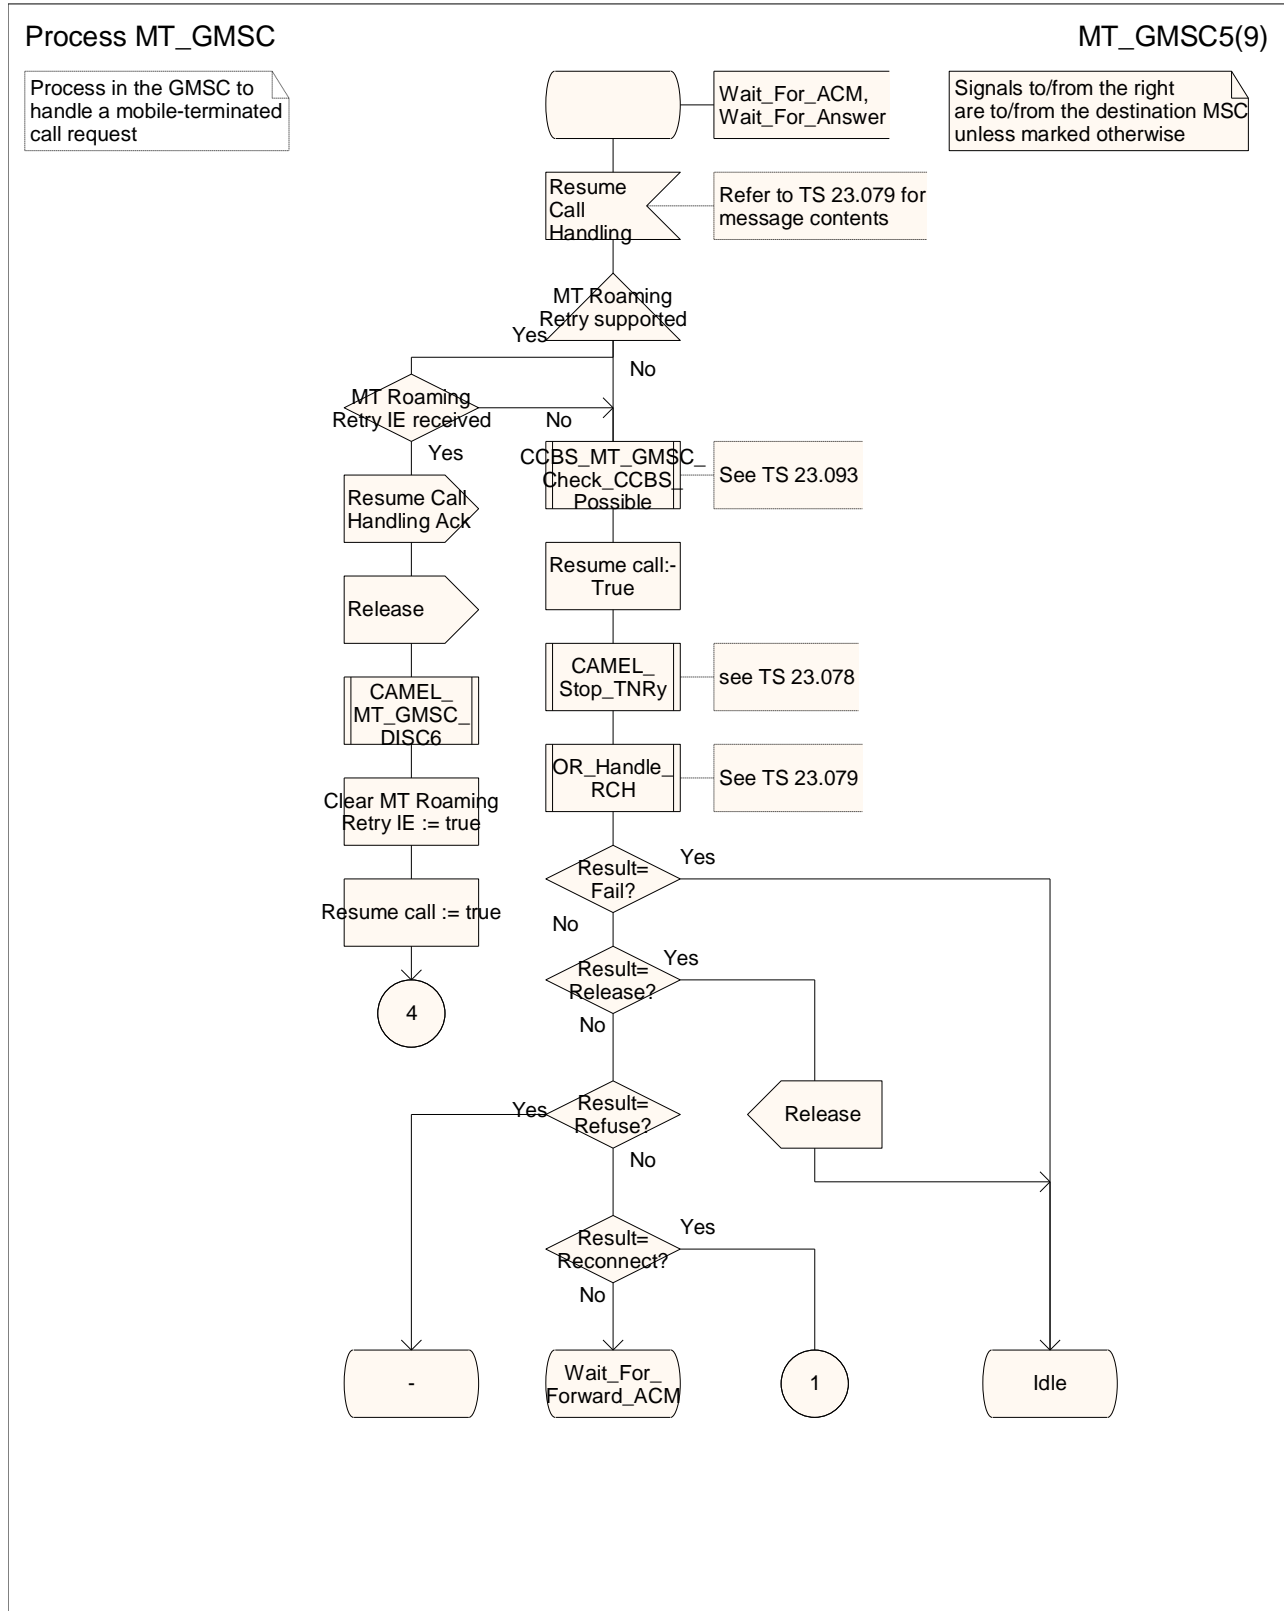 Process MT_GMSC
MT_GMSC5(9)
Process in the GMSC to
handle a mobile-terminated
call request
Wait_For_ACM,
Wait_For_Answer
Signals to/from the right
are to/from the destination MSC
unless marked otherwise
Resume
Call
Handling
Refer to TS 23.079 for
message contents
MT Roaming
Retry supported
Yes
No
MT Roaming
Retry IE received
No
Yes
CCBS_MT_GMSC_
Check_CCBS_
Possible
See TS 23.093
Resume Call
Handling Ack
Resume call:-
True
Release
CAMEL_
Stop_TNRy
see TS 23.078
CAMEL_
MT_GMSC_
DISC6
OR_Handle_
RCH
See TS 23.079
Clear MT Roaming
Retry IE := true
Result=
Fail?
Yes
No
Resume call := true
4
Result=
Release?
Yes
No
Release
Result=
Refuse?
Yes
No
Result=
Reconnect?
Yes
No
-
Wait_For_
Forward_ACM
1
Idle